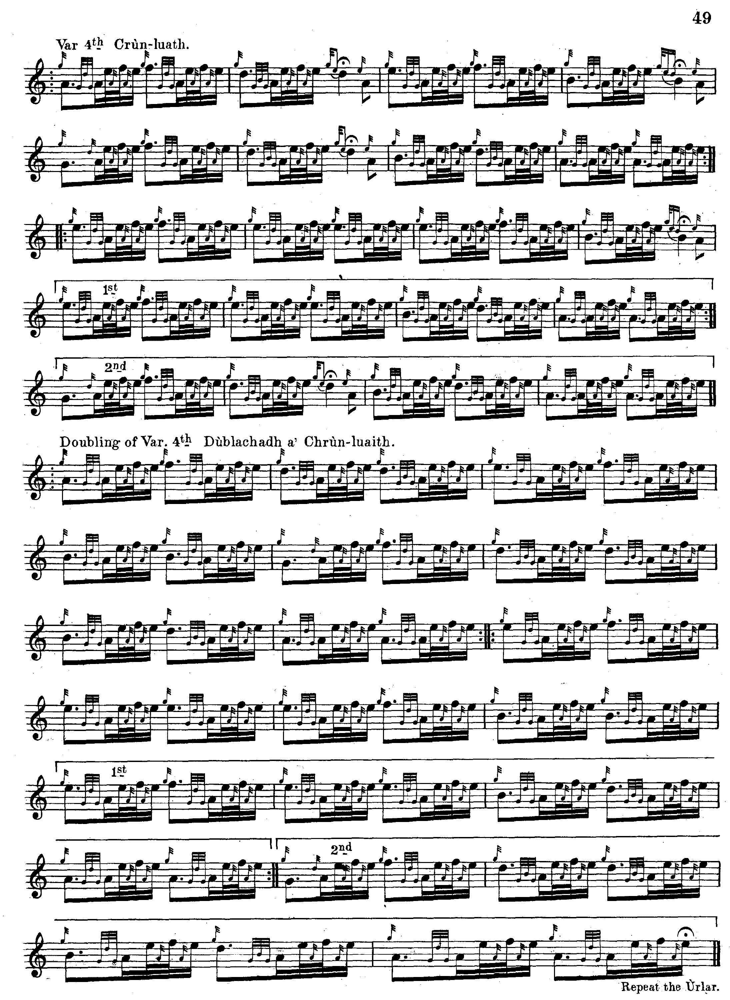 49
Var 4th Crùn-luath.
1st
2nd
Doubling of Var. 4th Dùblachadh a' Chrùn-luaith.
1st
2nd
Repeat the Ùrlar.